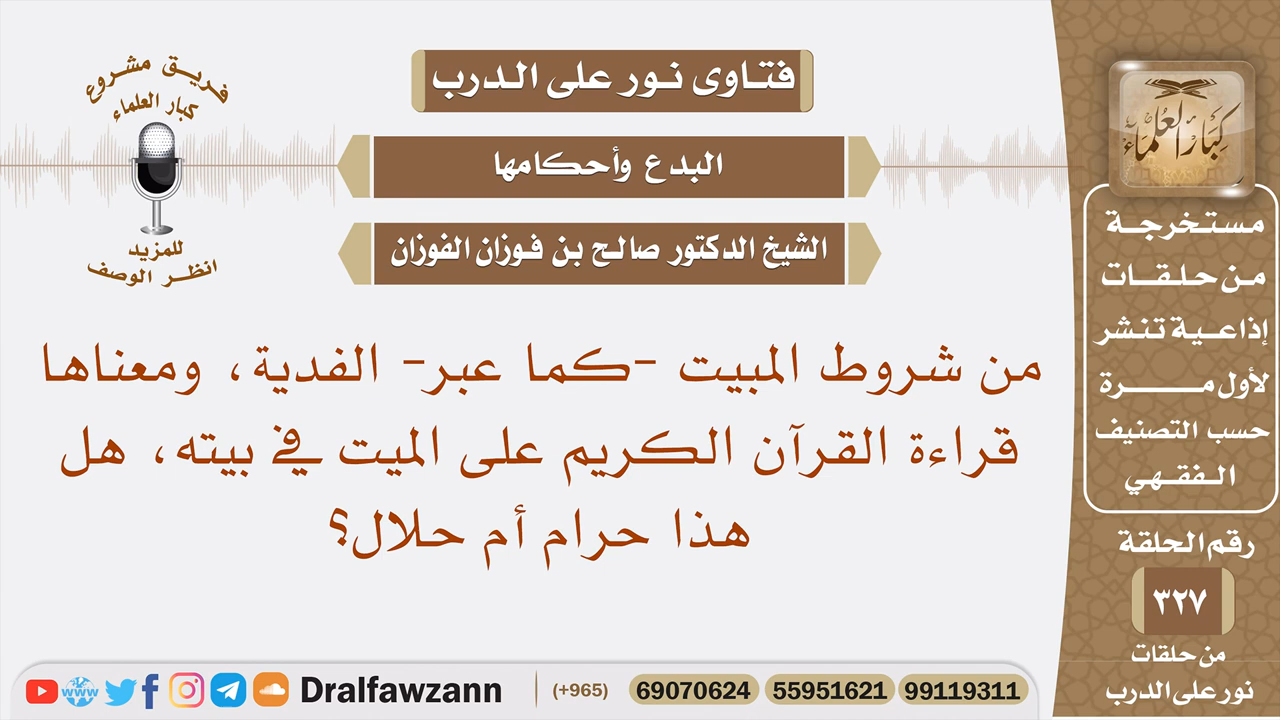 فتاوى نور على الدرب
البدع وأحكامها
الشيخ الدكتور صالح بن فوزان الفوزان
فريق مشروع
كبار العلماء
للمزيد
انظر الوصف
من شروط المبيت -كما عبر- الفدية، ومعناها
قراءة القرآن الكريم على الميت في بيته، هل
هذا حرام أم حلال؟
كبار العلماء
مستخرجة
من حلقات
إذاعية تنشر
لأول مرة
حسب التصنيف
الفقهي
رقم الحلقة
٣٢٧
من حلقات
نور على الدرب
www Dralfawzann (+965) 69070624 55951621 99119311